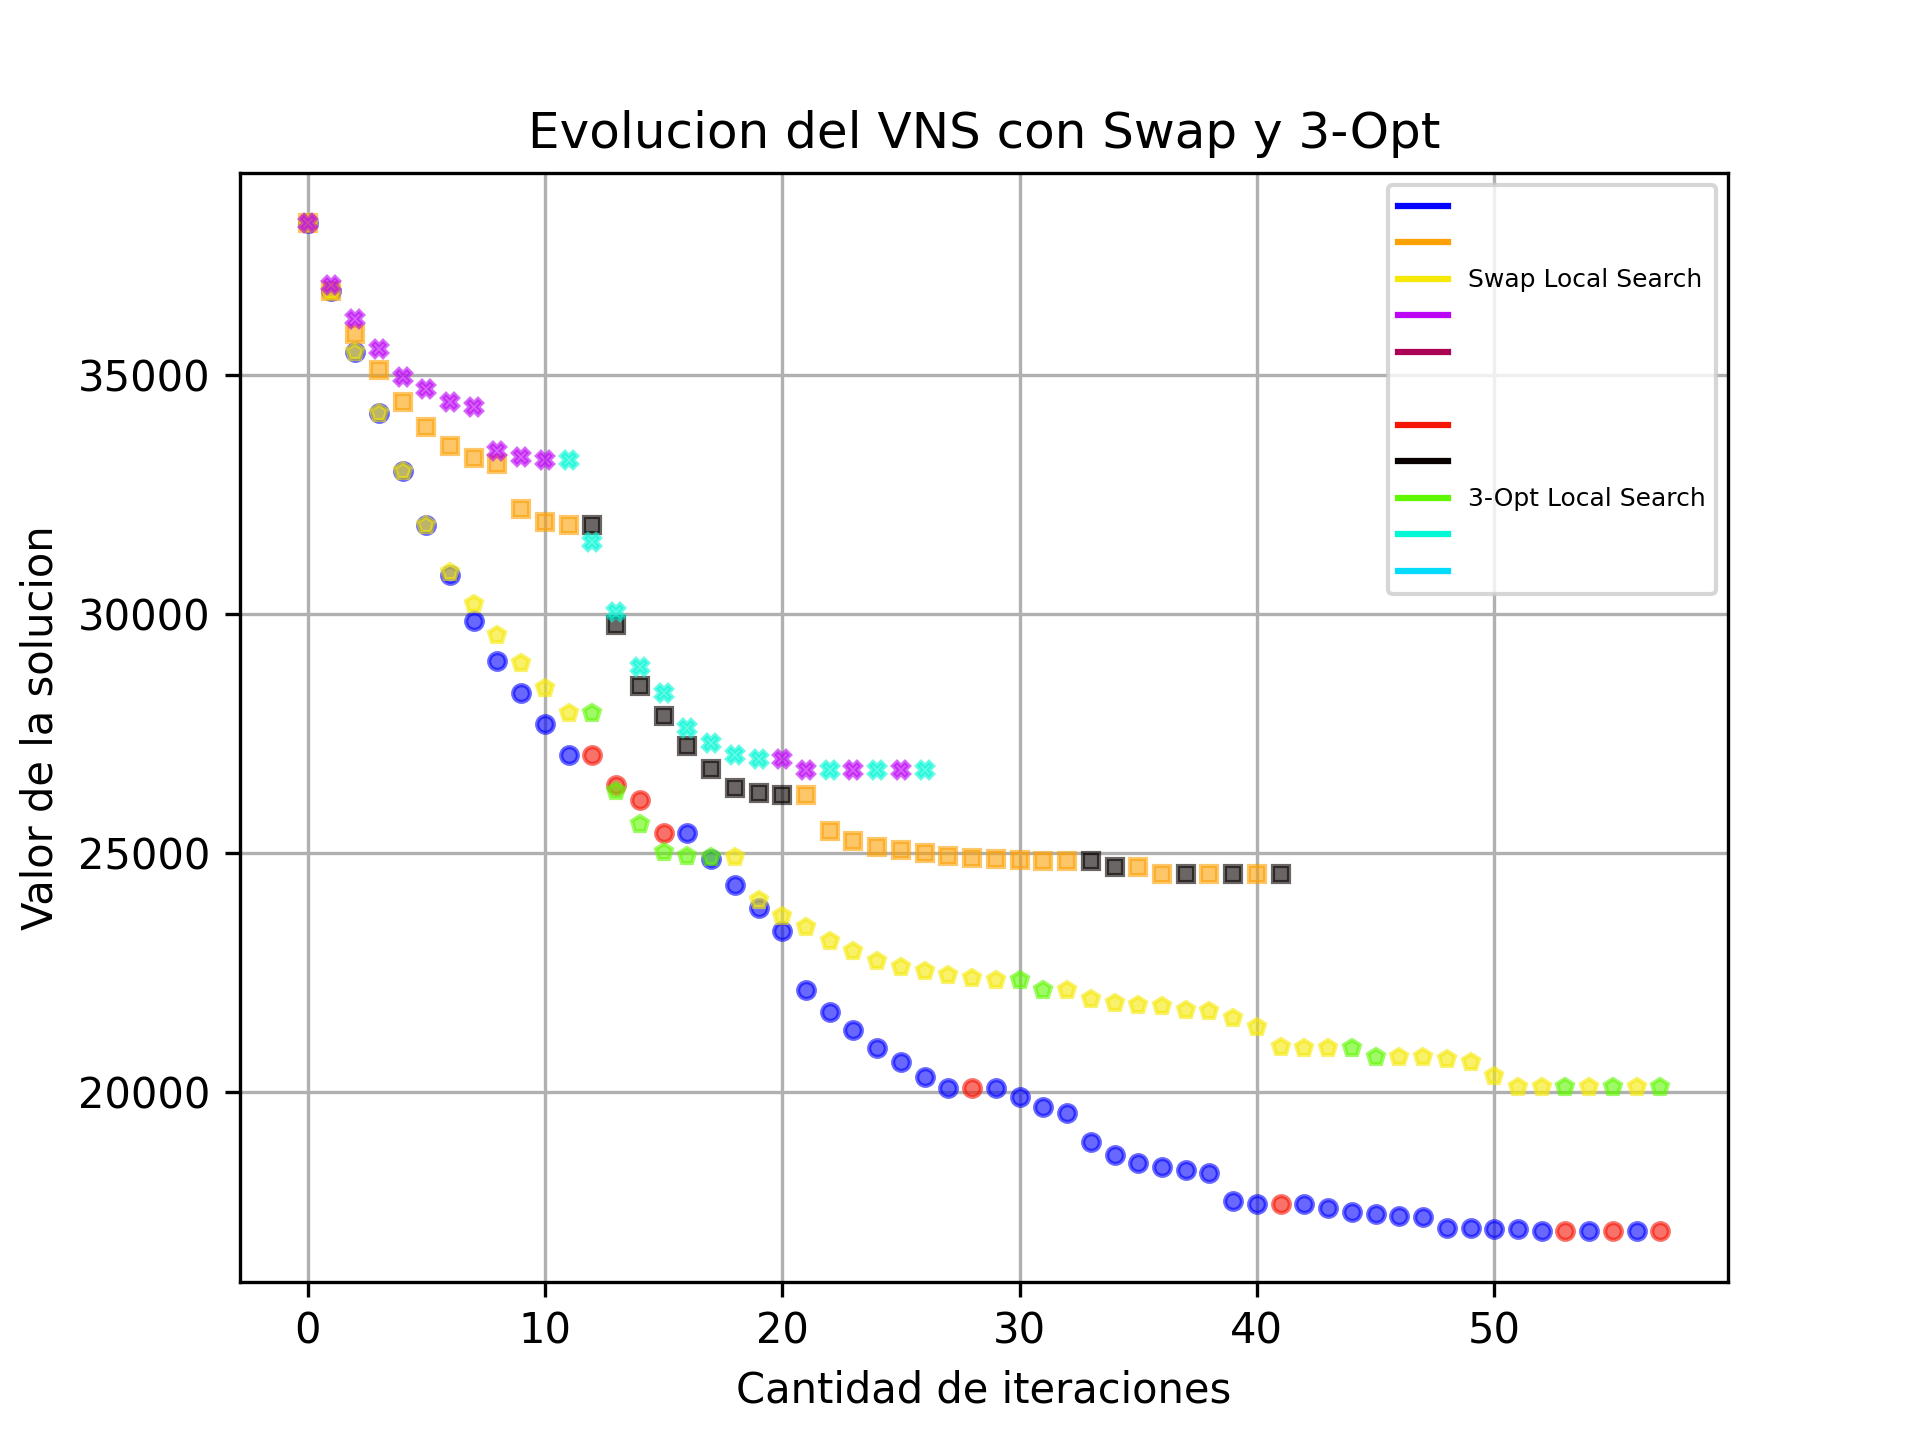 Evolucion del VNS con Swap y 3-Opt
Swap Local Search
3-Opt Local Search
Valor de la solucion
35000
30000
25000
20000
0 10 20 30 40 50
Cantidad de iteraciones